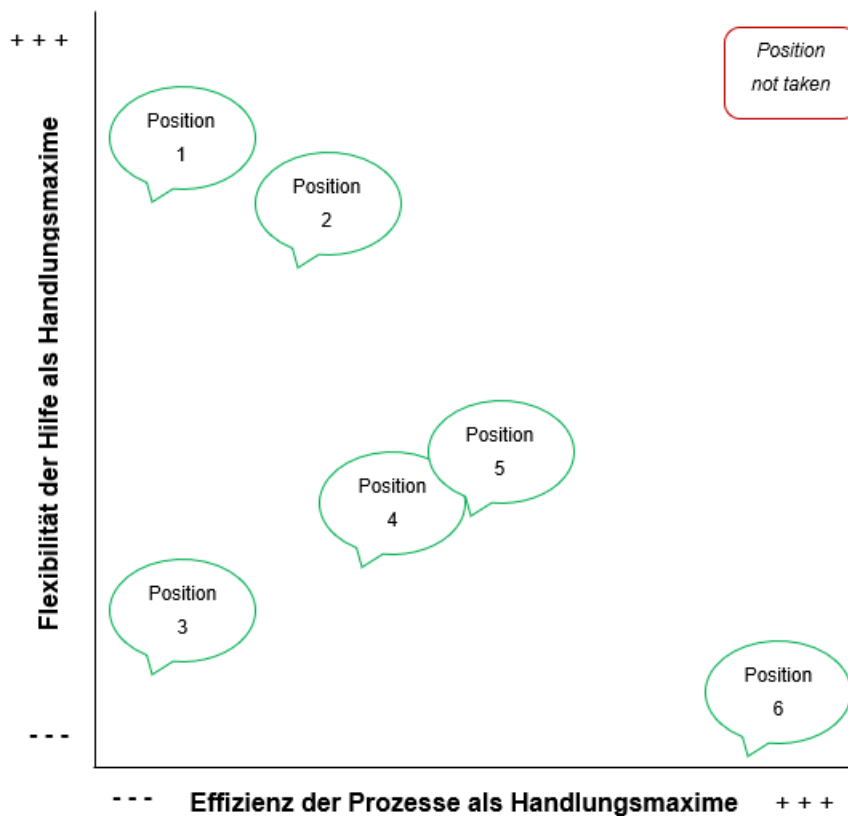 + + +
Position
not taken
Position
1
Position
2
Flexibilität der Hilfe als Handlungsmaxime
Position
5
Position
4
Position
3
Position
6
- - -
- - -
Effizienz der Prozesse als Handlungsmaxime
+ + +